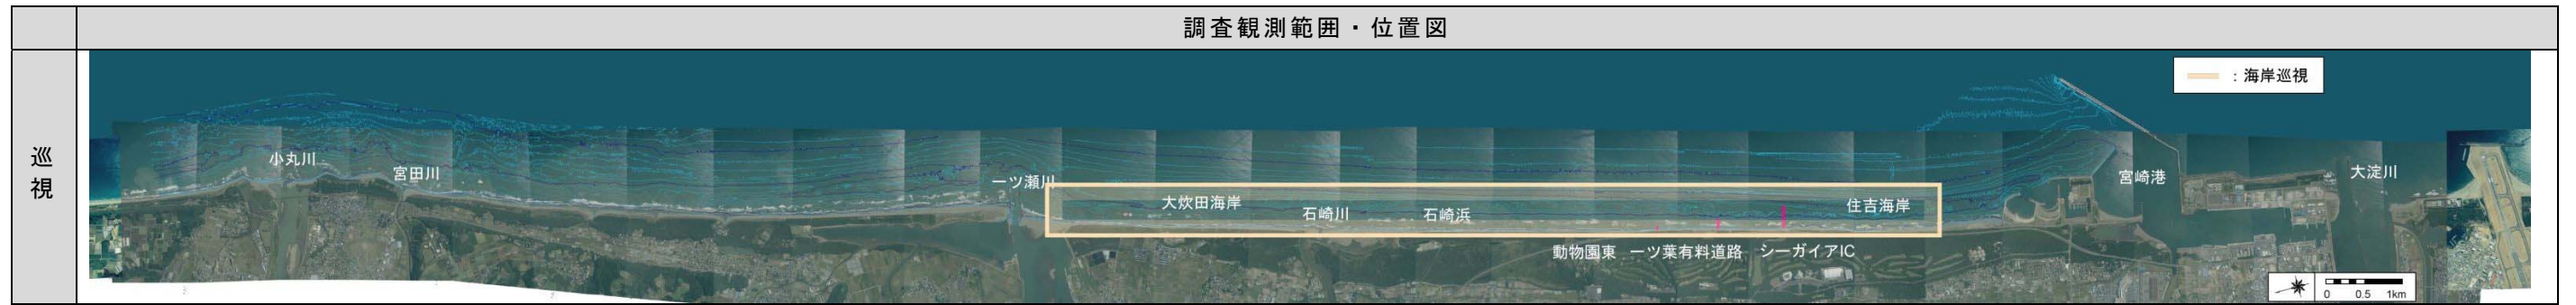 調査観測範囲・位置図
巡視
：海岸巡視
小丸川
宮田川
一ツ瀬川
大炊田海岸
石崎川
石崎浜
住吉海岸
宮崎港
大淀川
動物園東 一ツ葉有料道路 シーガイアIC
0 0.5 1km